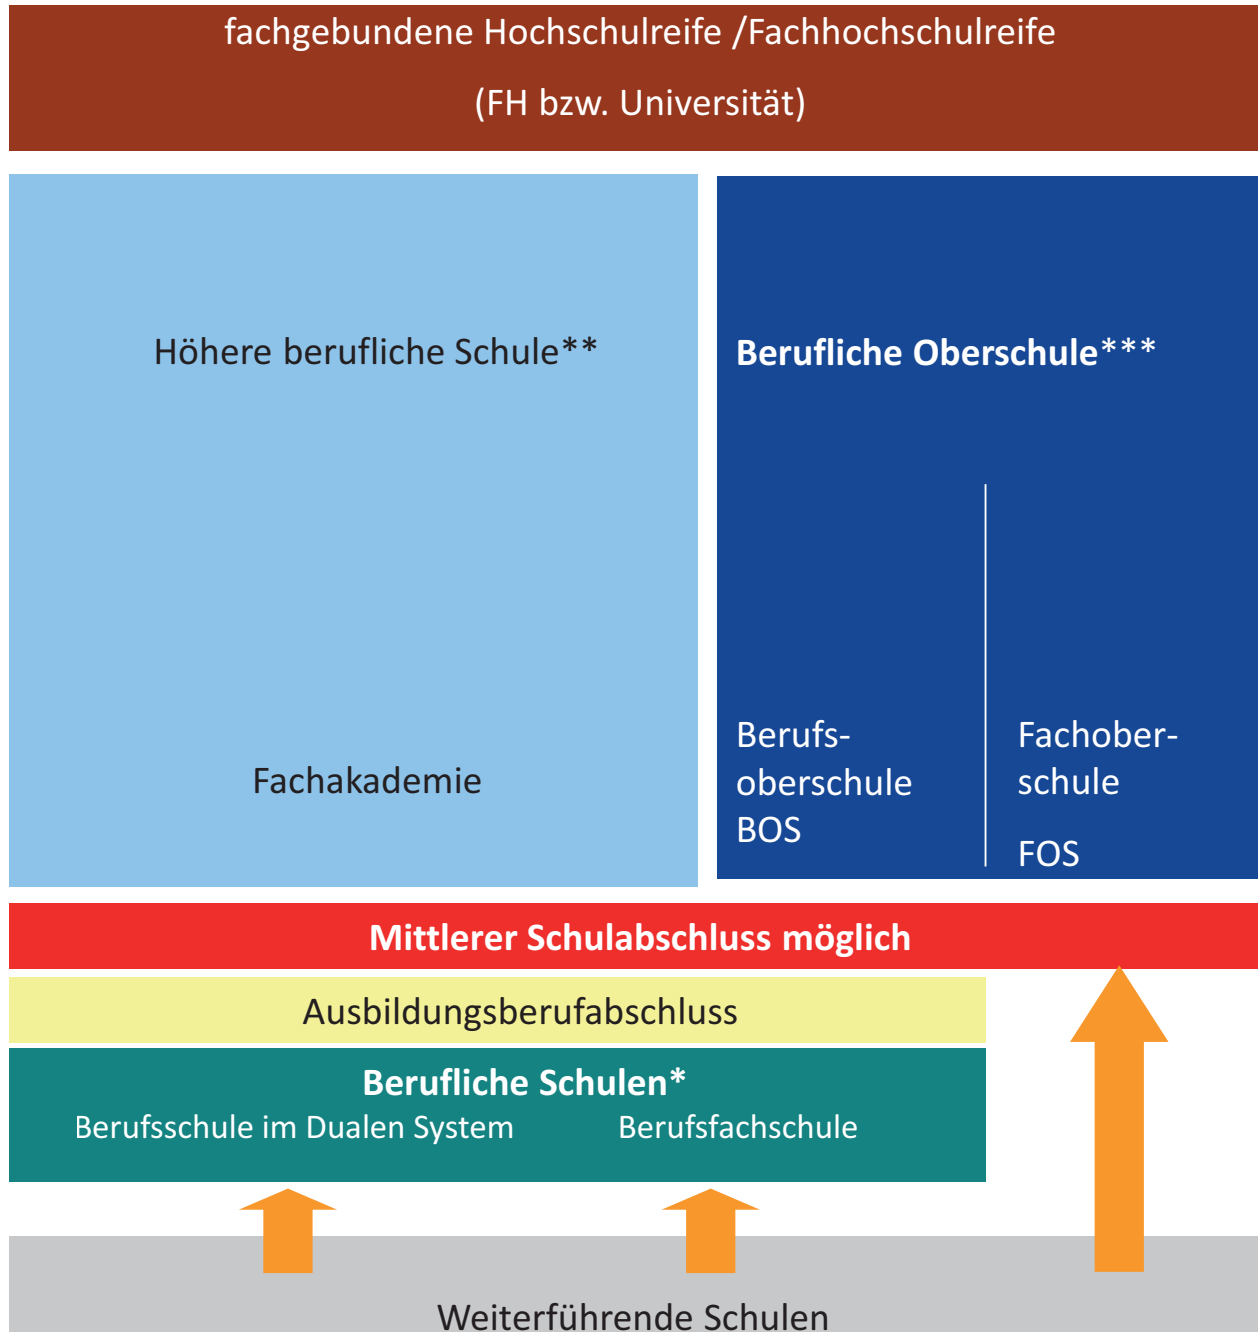 fachgebundene Hochschulreife /Fachhochschulreife
(FH bzw. Universität)
Höhere berufliche Schule**
Fachakademie
Berufliche Oberschule***
Berufs-
oberschule
BOS
Fachober-
schule
FOS
Mittlerer Schulabschluss möglich
Ausbildungsberufabschluss
Berufliche Schulen*
Berufsschule im Dualen System
Berufsfachschule
Weiterführende Schulen